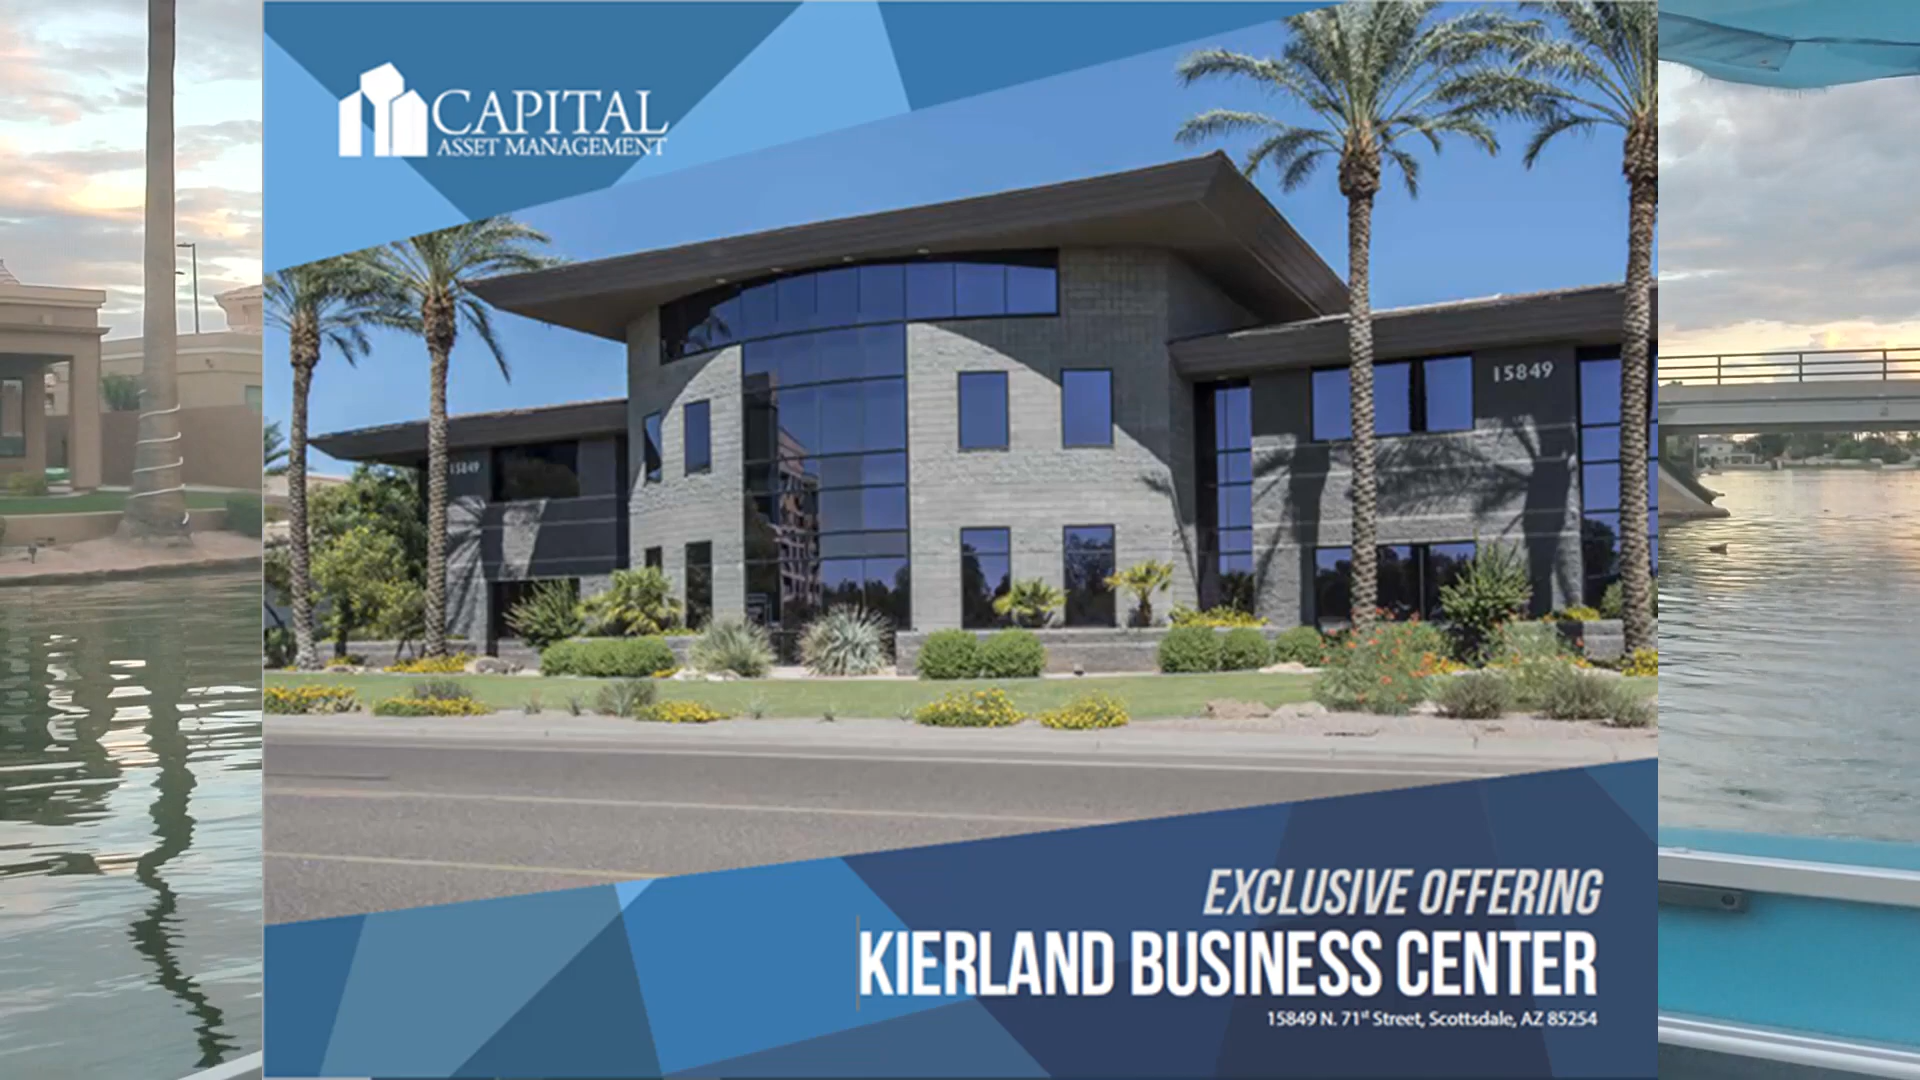 CAPITAL
ASSET MANAGEMENT
15849
15849
EXCLUSIVE OFFERING
KIERLAND BUSINESS CENTER
15849 N. 71st Street, Scottsdale, AZ 85254